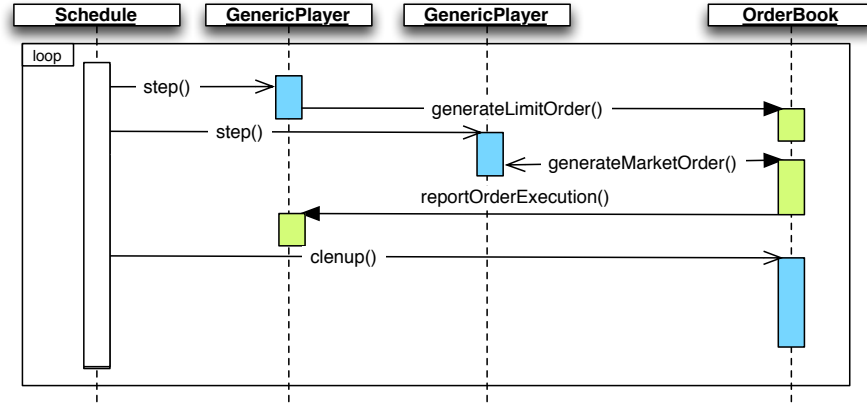 Schedule
GenericPlayer
GenericPlayer
OrderBook
loop
step()
generateLimitOrder()
step()
generateMarketOrder()
reportOrderExecution()
clenup()